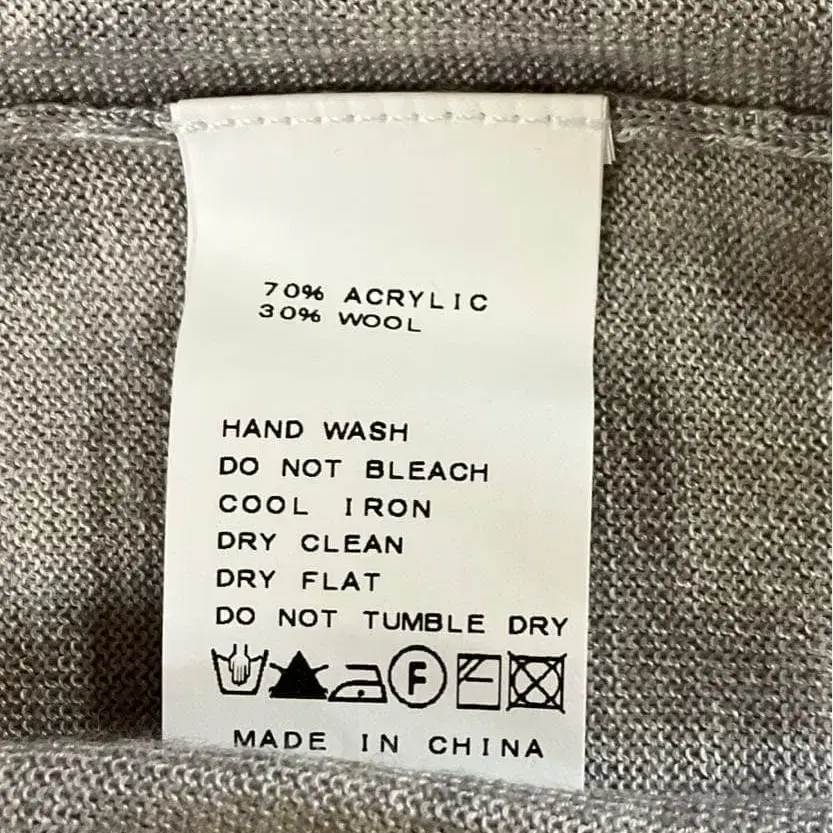 70% ACRYLIC
30% WOOL
HAND WASH
DO NOT BLEACH
COOL IRON
DRY CLEAN
DRY FLAT
DO NOT TUMBLE DRY
F
MADE IN CHINA